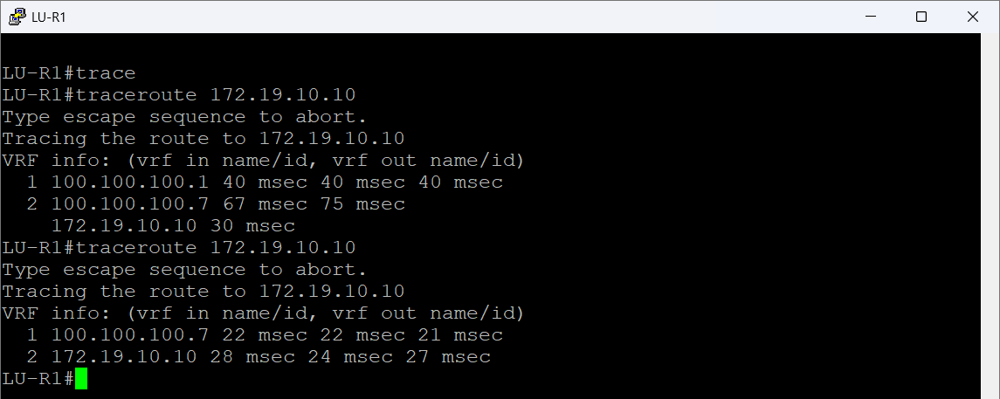 LU-R1
LU-R1#trace
LU-R1#traceroute 172.19.10.10
Type escape sequence to abort.
Tracing the route to 172.19.10.10
VRF info: (vrf in name/id, vrf out name/id)
  1 100.100.100.1 40 msec 40 msec 40 msec
  2 100.100.100.7 67 msec 75 msec
    172.19.10.10 30 msec
LU-R1#traceroute 172.19.10.10
Type escape sequence to abort.
Tracing the route to 172.19.10.10
VRF info: (vrf in name/id, vrf out name/id)
  1 100.100.100.7 22 msec 22 msec 21 msec
  2 172.19.10.10 28 msec 24 msec 27 msec
LU-R1#